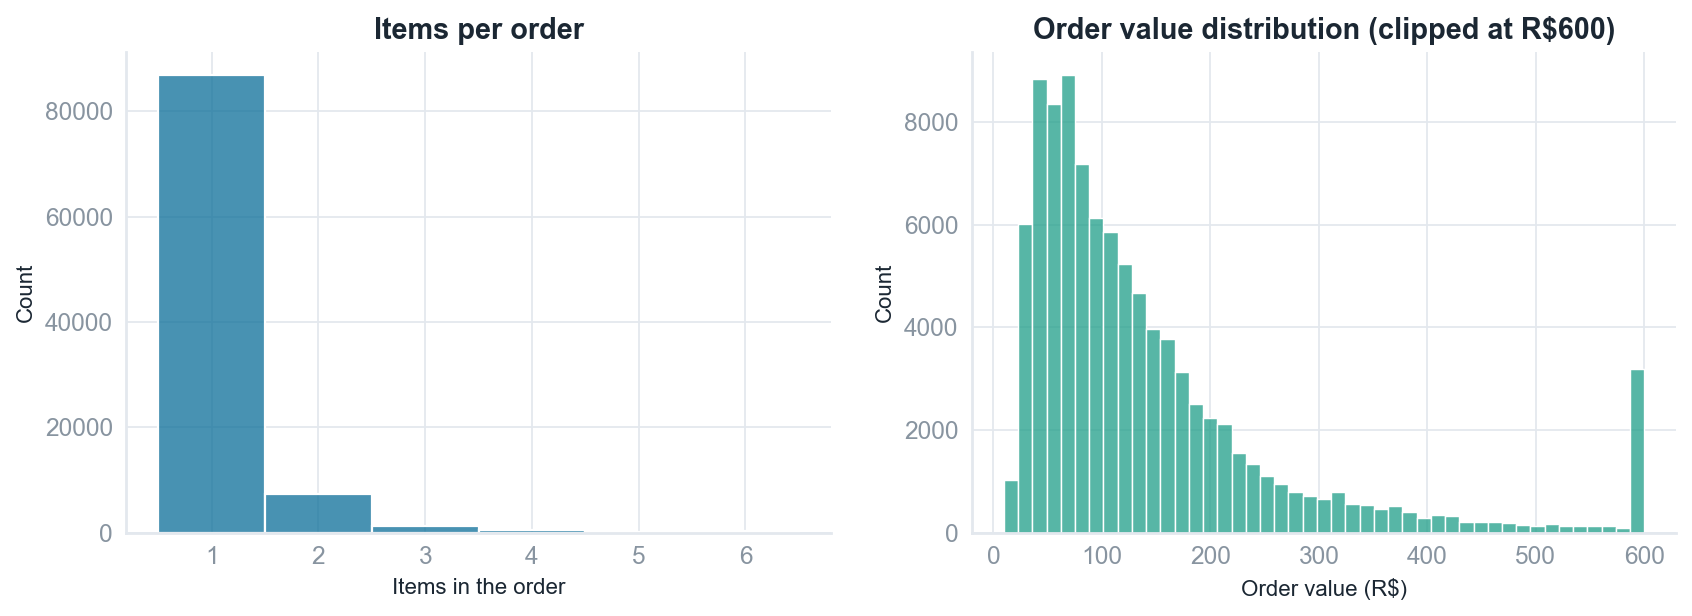 Items per order
Count
80000
60000
40000
20000
0
1 2 3 4 5 6
Items in the order
Order value distribution (clipped at R$600)
Count
8000
6000
4000
2000
0
0 100 200 300 400 500 600
Order value (R$)